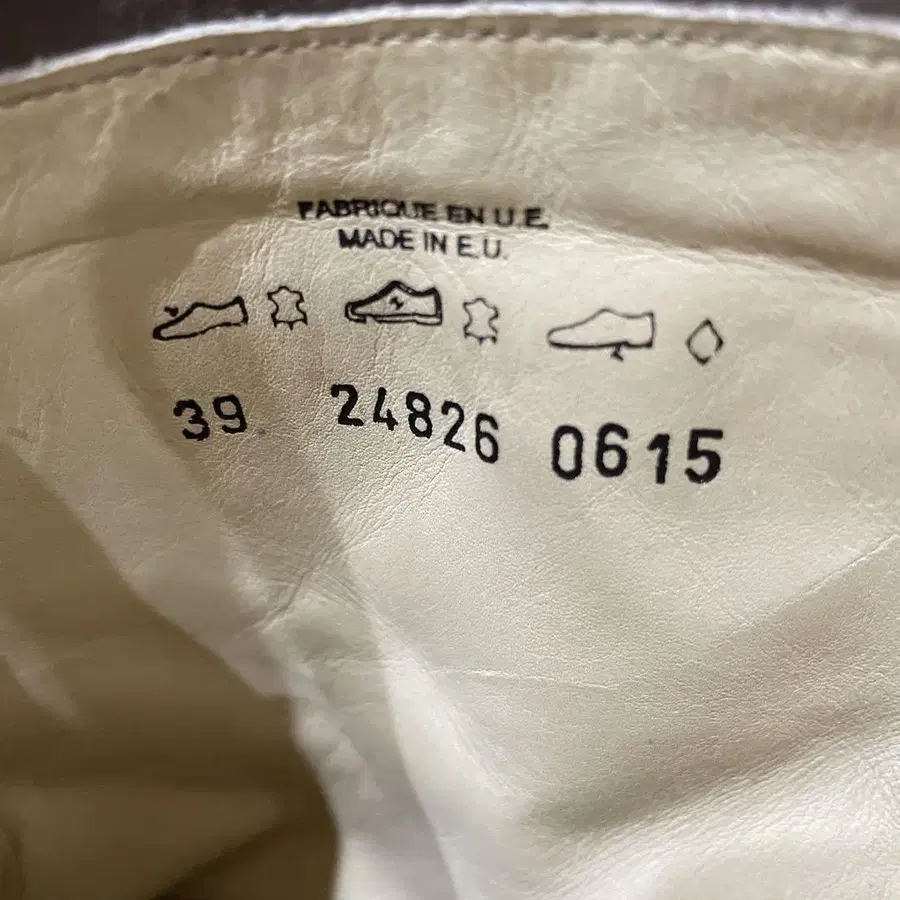 FABRIQUE EN U.E.
MADE IN E.U.
39 24826 0615